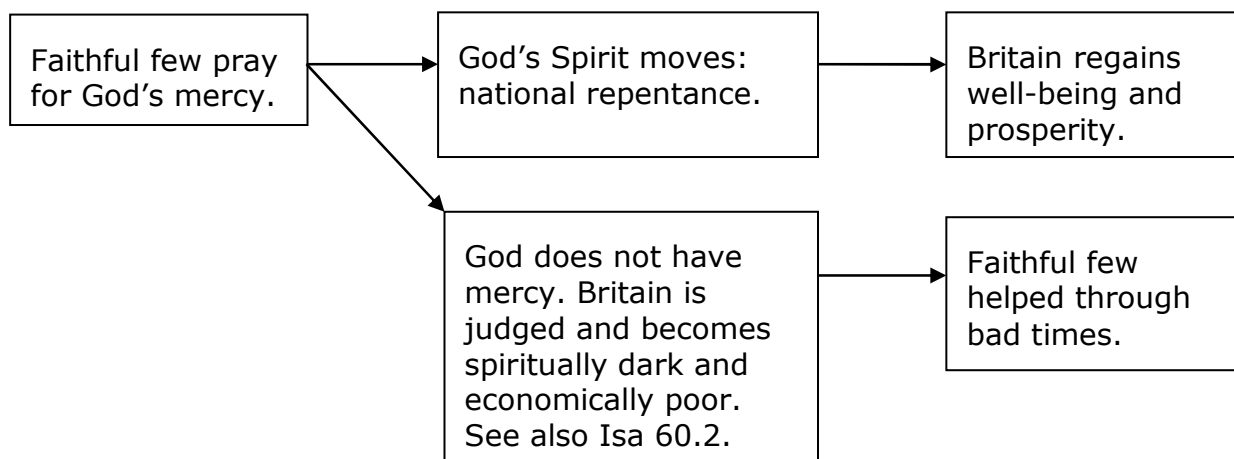 Faithful few pray
for God’s mercy.
God’s Spirit moves:
national repentance.
Britain regains
well-being and
prosperity.
God does not have
mercy. Britain is
judged and becomes
spiritually dark and
economically poor.
See also Isa 60.2.
Faithful few
helped through
bad times.